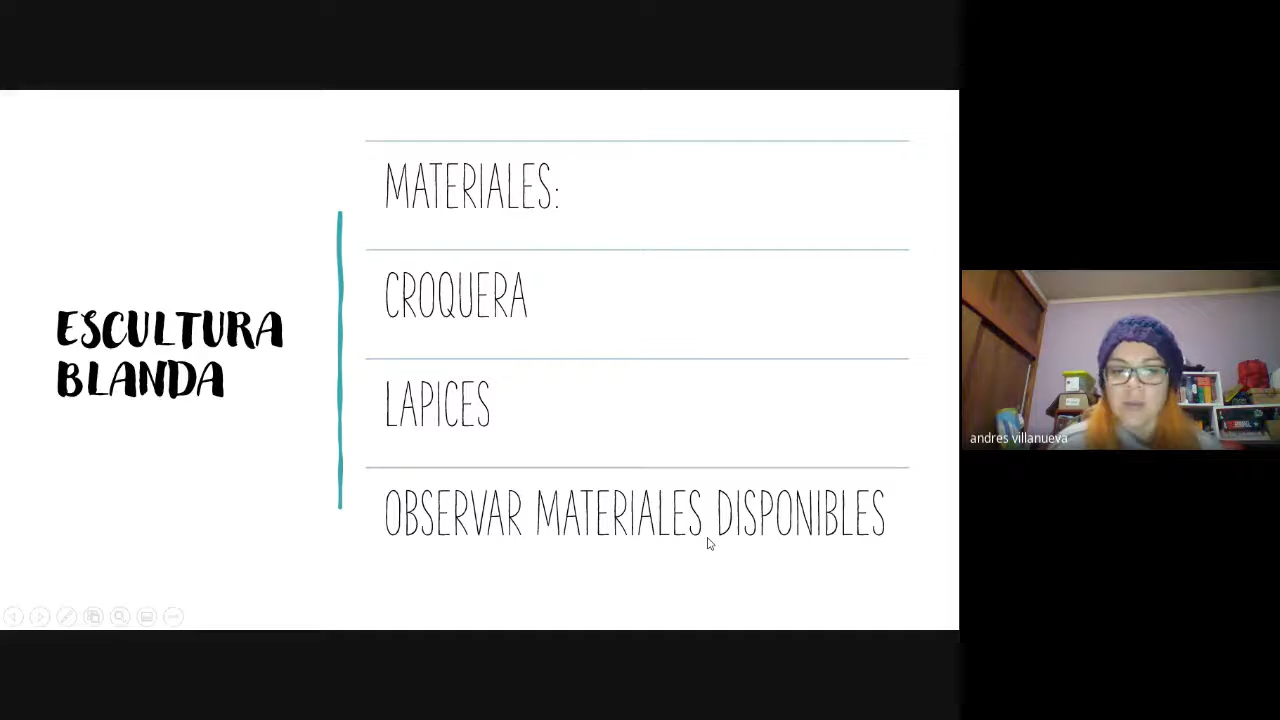 ESCULTURA
BLANDA
MATERIALES:
CROQUERA
LAPICES
OBSERVAR MATERIALES DISPONIBLES
andres villanueva